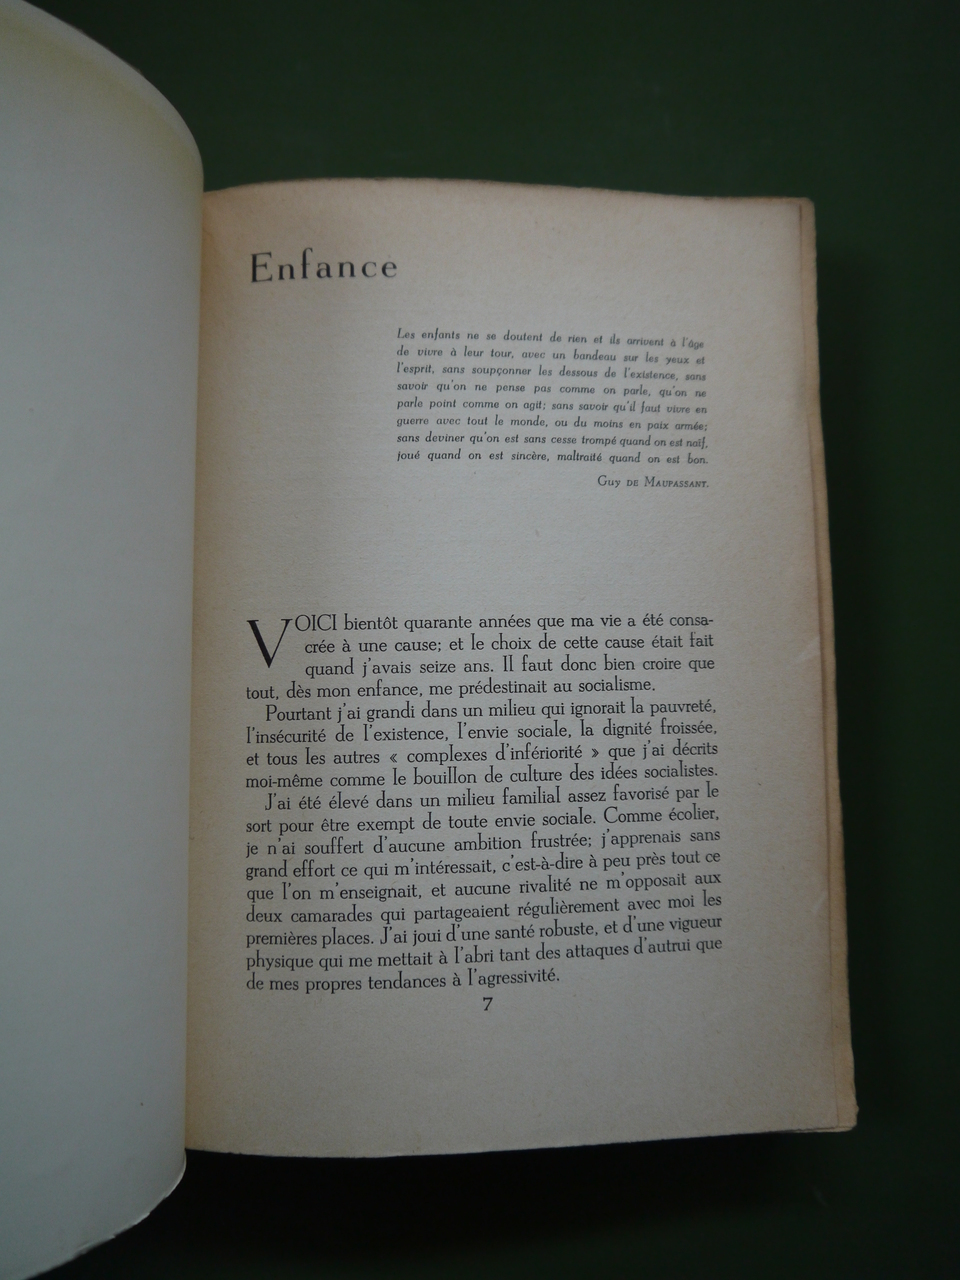 Enfance
Les enfants ne se doutent de rien et ils arrivent à l'âge
de vivre à leur tour, avec un bandeau sur les yeux et
l'esprit, sans soupçonner les dessous de l'existence, sans
savoir qu'on ne pense pas comme on parle, qu'on ne
parle point comme on agit; sans savoir qu'il faut vivre en
guerre avec tout le monde, ou du moins en paix armée;
sans deviner qu'on est sans cesse trompé quand on est naïf,
joué quand on est sincère, maltraité quand on est bon.
Guy de Maupassant.
VOICI bientôt quarante années que ma vie a été consa-
crée à une cause; et le choix de cette cause était fait
quand j'avais seize ans. Il faut donc bien croire que
tout, dès mon enfance, me prédestinait au socialisme.
Pourtant j'ai grandi dans un milieu qui ignorait la pauvreté,
l'insécurité de l'existence, l'envie sociale, la dignité froissée,
et tous les autres « complexes d'infériorité » que j'ai décrits
moi-même comme le bouillon de culture des idées socialistes.
J'ai été élevé dans un milieu familial assez favorisé par le
sort pour être exempt de toute envie sociale. Comme écolier,
je n'ai souffert d'aucune ambition frustrée; j'apprenais sans
grand effort ce qui m'intéressait, c'est-à-dire à peu près tout ce
que l'on m'enseignait, et aucune rivalité ne m'opposait aux
deux camarades qui partageaient régulièrement avec moi les
premières places. J'ai joui d'une santé robuste, et d'une vigueur
physique qui me mettait à l'abri tant des attaques d'autrui que
de mes propres tendances à l'agressivité.
7